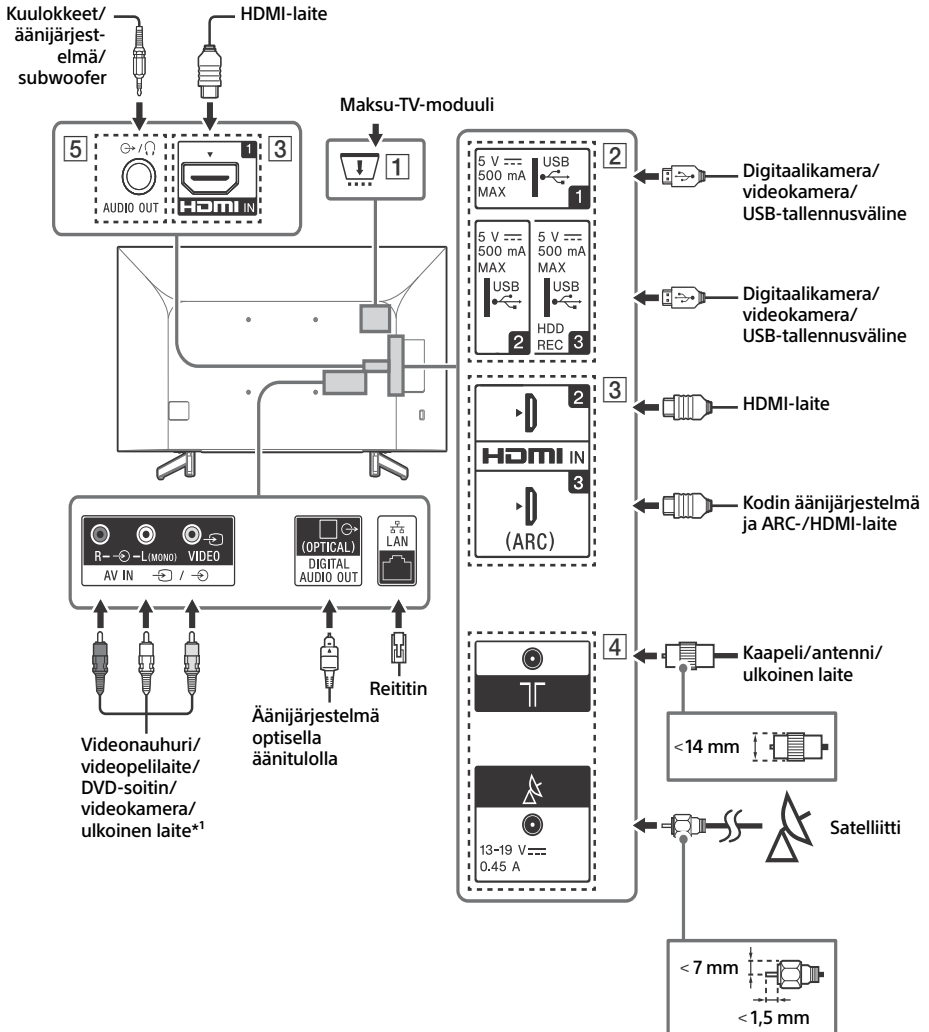 Kuulokkeet/
äänijärjest-
elmä/
subwoofer
HDMI-laite
Maksu-TV-moduuli
5
AUDIO OUT
1
HDMI IN
3
1
2
5 V
500 mA
MAX
USB
1
Digitaalikamera/
videokamera/
USB-tallennusväline
5 V
500 mA
MAX
USB
2
5 V
500 mA
MAX
USB
HDD
REC 3
Digitaalikamera/
videokamera/
USB-tallennusväline
3
2
HDMI IN
3
(ARC)
HDMI-laite
Kodin äänijärjestelmä
ja ARC-/HDMI-laite
R- -L(MONO) VIDEO
AV IN /
(OPTICAL)
DIGITAL
AUDIO OUT
LAN
Videonauhuri/
videopelilaite/
DVD-soitin/
videokamera/
ulkoinen laite*1
Äänijärjestelmä
optisella
äänitulolla
Reititin
4
Kaapeli/antenni/
ulkoinen laite
<14 mm
13-19 V
0.45 A
Satelliitti
<7 mm
<1,5 mm